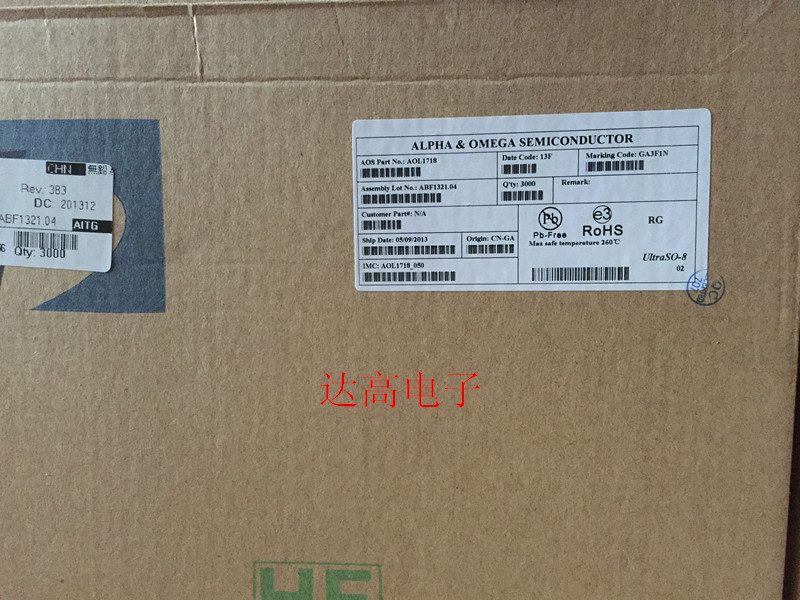 CHN 無鉛
Rev. 383
DC. 201312
ABF1321.04
AITG
Qty: 3000
ALPHA & OMEGA SEMICONDUCTOR
AOS Part No.: AOL1718
Date Code: 13F
Marking Code: GA3F1N
Assembly Lot No.: ABF1321.04
Q'ty: 3000
Remark:
Customer Part#: N/A
Pb
e3
RG
Pb-Free
RoHS
Max safe temperature 260℃
Ship Date: 05/09/2013
Origin: CN-GA
IMC: AOL1718_050
UltraSO-8
02
QC
达高电子
HF